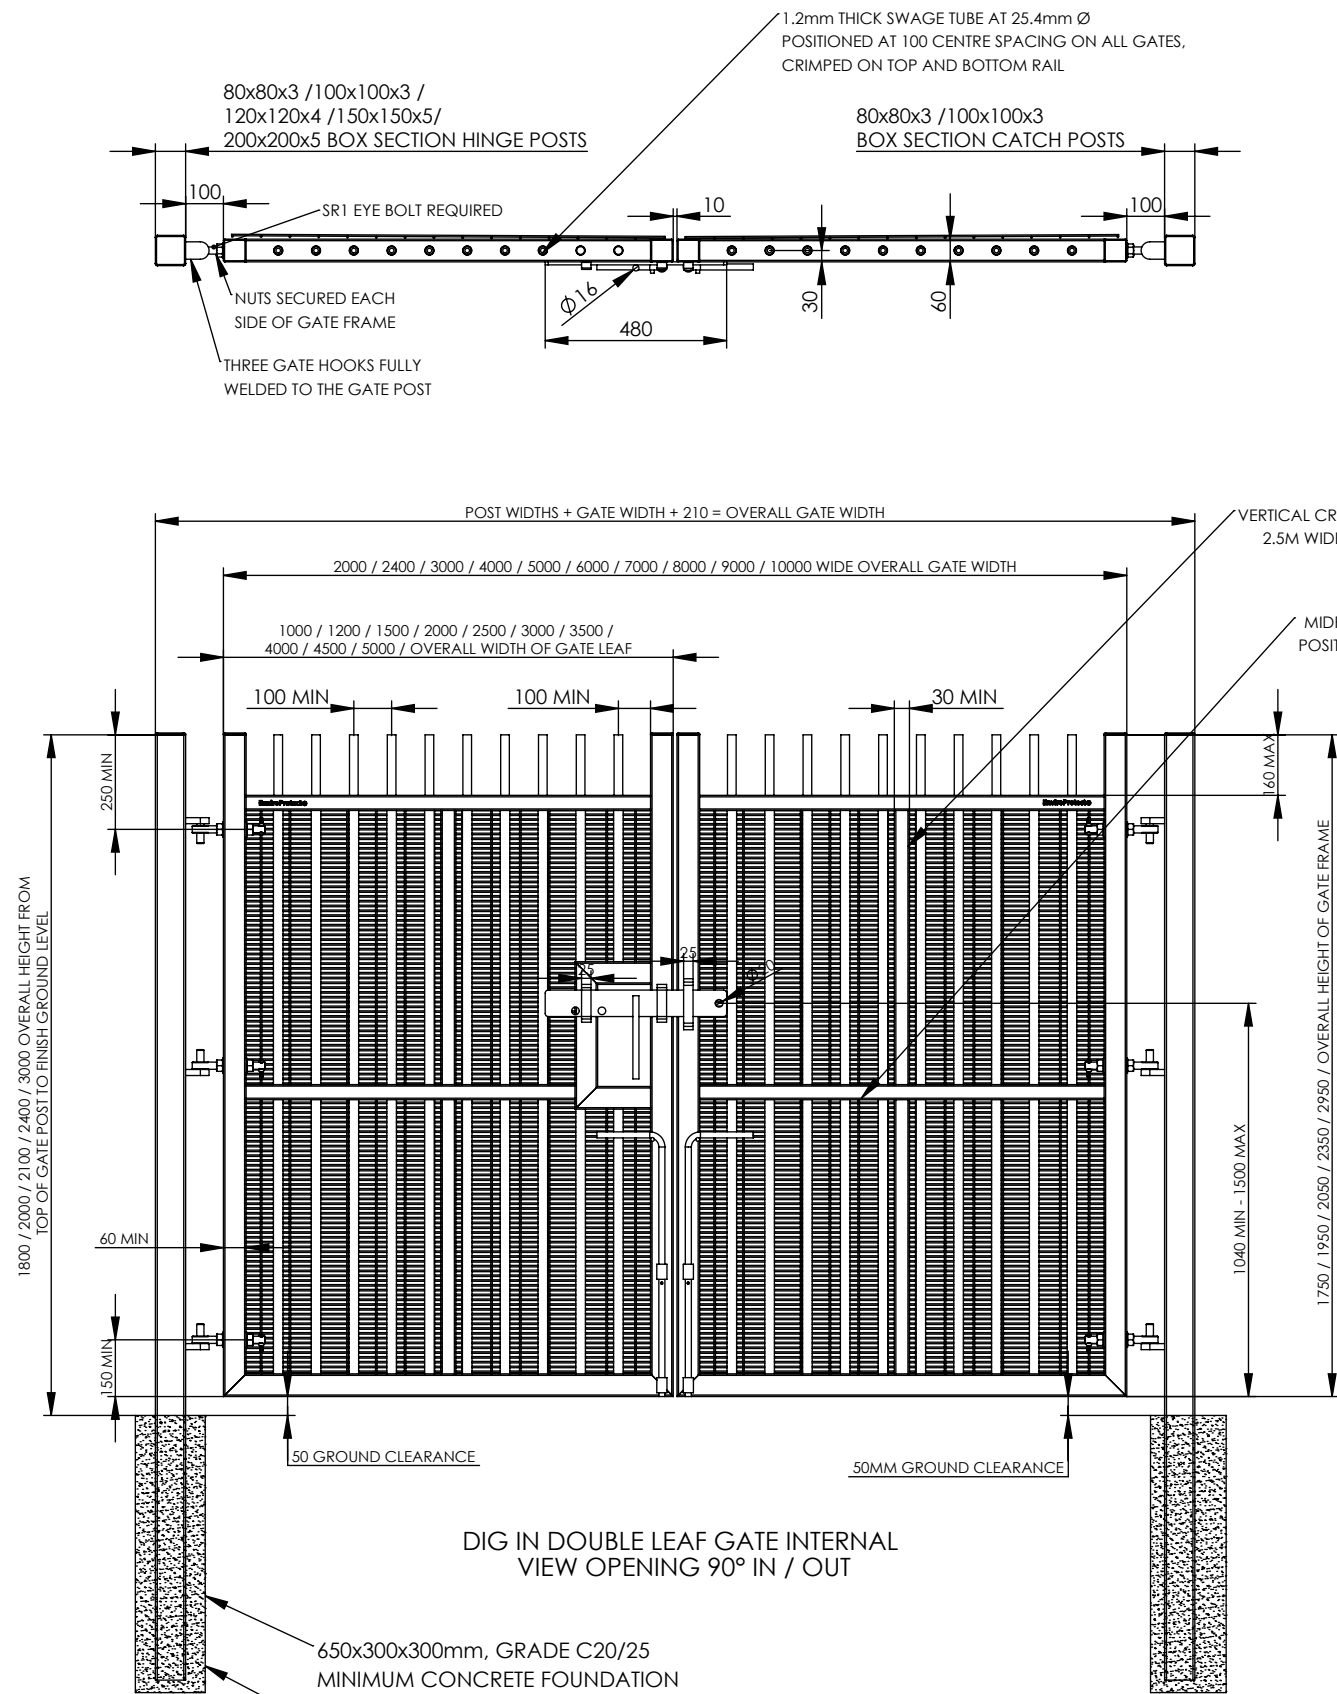 1.2mm THICK SWAGE TUBE AT 25.4mm Ø
POSITIONED AT 100 CENTRE SPACING ON ALL GATES,
CRIMPED ON TOP AND BOTTOM RAIL
80x80x3 /100x100x3 /
120x120x4 /150x150x5/
200x200x5 BOX SECTION HINGE POSTS
80x80x3 /100x100x3
BOX SECTION CATCH POSTS
100
SR1 EYE BOLT REQUIRED
10
100
NUTS SECURED EACH
SIDE OF GATE FRAME
Ø16
480
30
60
THREE GATE HOOKS FULLY
WELDED TO THE GATE POST
POST WIDTHS + GATE WIDTH + 210 = OVERALL GATE WIDTH
VERTICAL CR
2.5M WIDE
2000 / 2400 / 3000 / 4000 / 5000 / 6000 / 7000 / 8000 / 9000 / 10000 WIDE OVERALL GATE WIDTH
1000 / 1200 / 1500 / 2000 / 2500 / 3000 / 3500 /
4000 / 4500 / 5000 / OVERALL WIDTH OF GATE LEAF
POSIT
100 MIN
100 MIN
30 MIN
250 MIN
160 MAX
EnviroProtect
EnviroProtect
1800 / 2000 / 2100 / 2400 / 3000 OVERALL HEIGHT FROM
TOP OF GATE POST TO FINISH GROUND LEVEL
1750 / 1950 / 2050 / 2350 / 2950 / OVERALL HEIGHT OF GATE FRAME
25
25
1040 MIN - 1500 MAX
60 MIN
150 MIN
50 GROUND CLEARANCE
50MM GROUND CLEARANCE
DIG IN DOUBLE LEAF GATE INTERNAL
VIEW OPENING 90° IN / OUT
650x300x300mm, GRADE C20/25
MINIMUM CONCRETE FOUNDATION